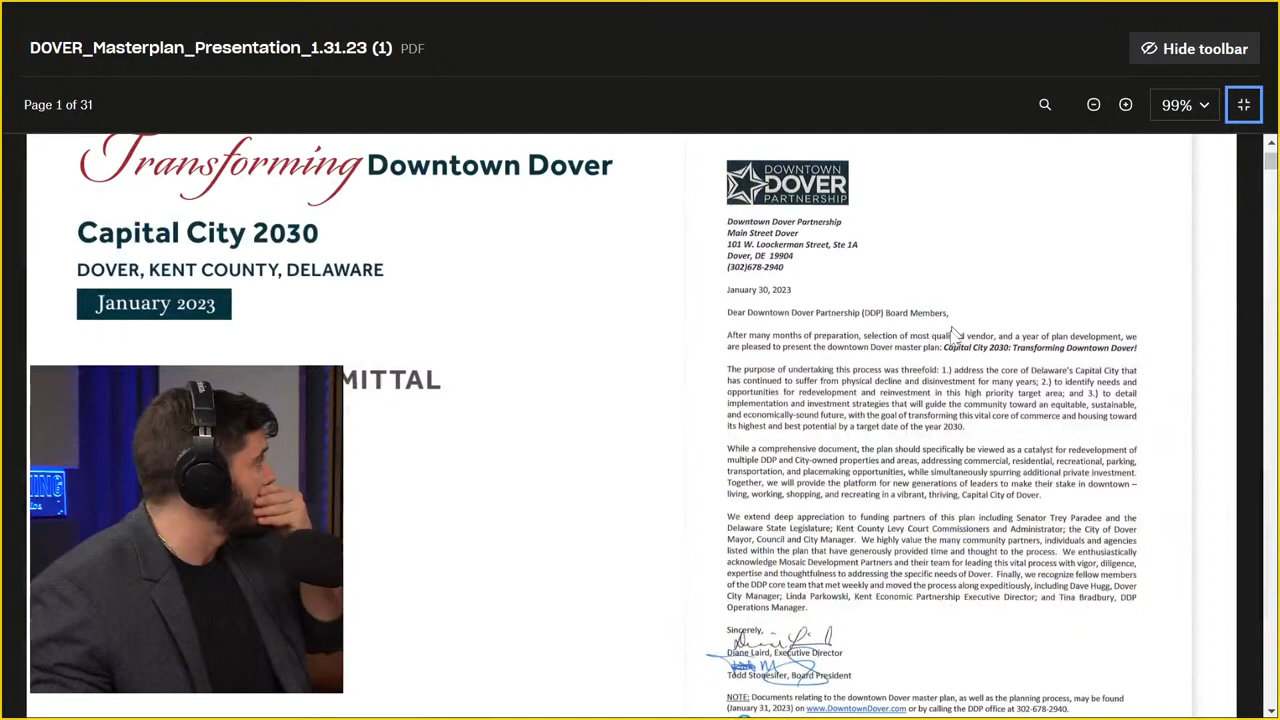 DOVER_Masterplan_Presentation_1.31.23 (1) PDF
Hide toolbar
Page 1 of 31
99%
Transforming Downtown Dover
Capital City 2030
DOVER, KENT COUNTY, DELAWARE
January 2023
MITTAL
DOWNTOWN
DOVER
PARTNERSHIP
Downtown Dover Partnership
Main Street Dover
101 W. Loockerman Street, Ste 1A
Dover, DE 19904
(302)678-2940
January 30, 2023
Dear Downtown Dover Partnership (DDP) Board Members,
After many months of preparation, selection of most qualified vendor, and a year of plan development, we
are pleased to present the downtown Dover master plan: Capital City 2030: Transforming Downtown Dover!
The purpose of undertaking this process was threefold: 1.) address the core of Delaware's Capital City that
has continued to suffer from physical decline and disinvestment for many years; 2.) to identify needs and
opportunities for redevelopment and reinvestment in this high priority target area; and 3.) to detail
implementation and investment strategies that will guide the community toward an equitable, sustainable,
and economically-sound future, with the goal of transforming this vital core of commerce and housing toward
its highest and best potential by a target date of the year 2030.
While a comprehensive document, the plan should specifically be viewed as a catalyst for redevelopment of
multiple DDP and City-owned properties and areas, addressing commercial, residential, recreational, parking,
transportation, and placemaking opportunities, while simultaneously spurring additional private investment.
Together, we will provide the platform for new generations of leaders to make their stake in downtown –
living, working, shopping, and recreating in a vibrant, thriving, Capital City of Dover.
We extend deep appreciation to funding partners of this plan including Senator Trey Paradee and the
Delaware State Legislature; Kent County Levy Court Commissioners and Administrator; the City of Dover
Mayor, Council and City Manager. We highly value the many community partners, individuals and agencies
listed within the plan that have generously provided time and thought to the process. We enthusiastically
acknowledge Mosaic Development Partners and their team for leading this vital process with vigor, diligence,
expertise and thoughtfulness to addressing the specific needs of Dover. Finally, we recognize fellow members
of the DDP core team that met weekly and moved the process along expeditiously, including Dave Hugg, Dover
City Manager; Linda Parkowski, Kent Economic Partnership Executive Director; and Tina Bradbury, DDP
Operations Manager.
Sincerely,
Diane Laird, Executive Director
Todd Stonesifer, Board President
NOTE: Documents relating to the downtown Dover master plan, as well as the planning process, may be found
(January 31, 2023) on www.DowntownDover.com or by calling the DDP office at 302-678-2940.